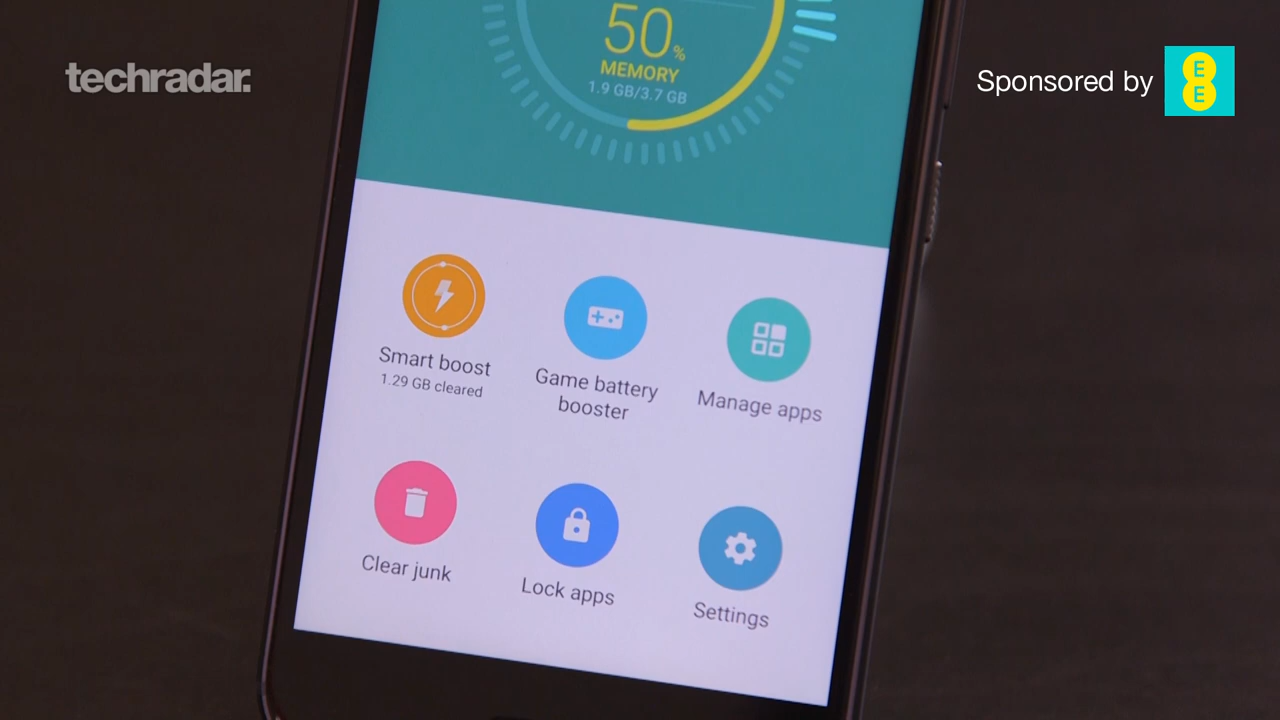 techradar.
Sponsored by
E
E
50%
MEMORY
1.9 GB/3.7 GB
Smart boost
1.29 GB cleared
Game battery
booster
Manage apps
Clear junk
Lock apps
Settings